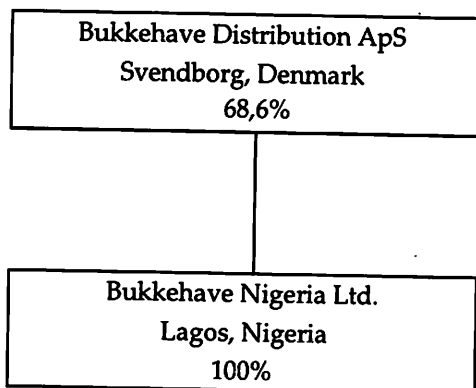 Bukkehave Distribution ApS
Svendborg, Denmark
68,6%
Bukkehave Nigeria Ltd.
Lagos, Nigeria
100%